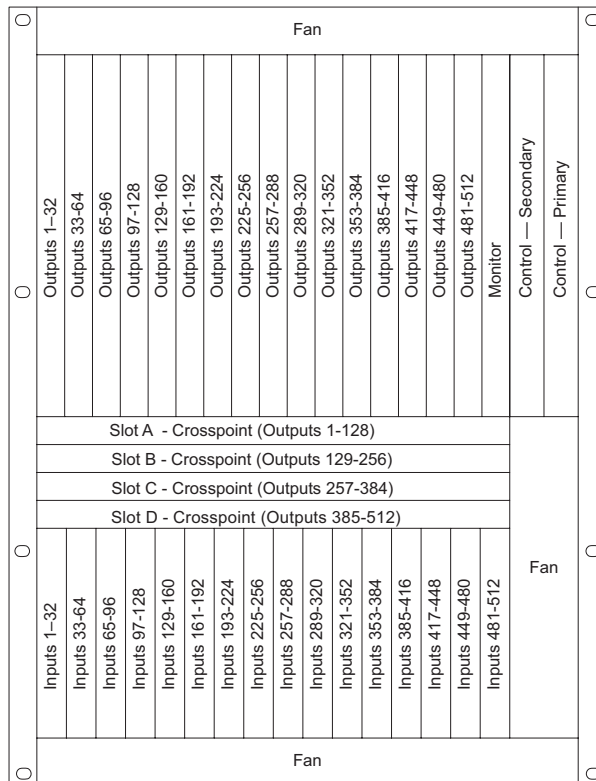 Fan
Outputs 1–32
Outputs 33-64
Outputs 65-96
Outputs 97-128
Outputs 129-160
Outputs 161-192
Outputs 193-224
Outputs 225-256
Outputs 257-288
Outputs 289-320
Outputs 321-352
Outputs 353-384
Outputs 385-416
Outputs 417-448
Outputs 449-480
Outputs 481-512
Monitor
Control — Secondary
Control — Primary
Slot A - Crosspoint (Outputs 1-128)
Slot B - Crosspoint (Outputs 129-256)
Slot C - Crosspoint (Outputs 257-384)
Slot D - Crosspoint (Outputs 385-512)
Inputs 1–32
Inputs 33-64
Inputs 65-96
Inputs 97-128
Inputs 129-160
Inputs 161-192
Inputs 193-224
Inputs 225-256
Inputs 257-288
Inputs 289-320
Inputs 321-352
Inputs 353-384
Inputs 385-416
Inputs 417-448
Inputs 449-480
Inputs 481-512
Fan
Fan